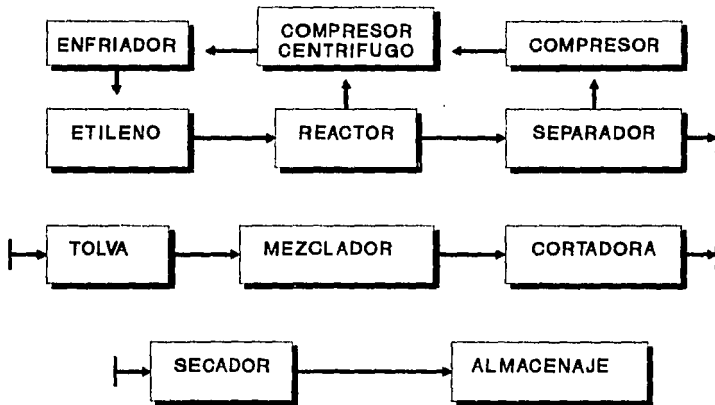 ENFRIADOR
COMPRESOR
CENTRIFUGO
COMPRESOR
ETILENO
REACTOR
SEPARADOR
TOLVA
MEZCLADOR
CORTADORA
SECADOR
ALMACENAJE